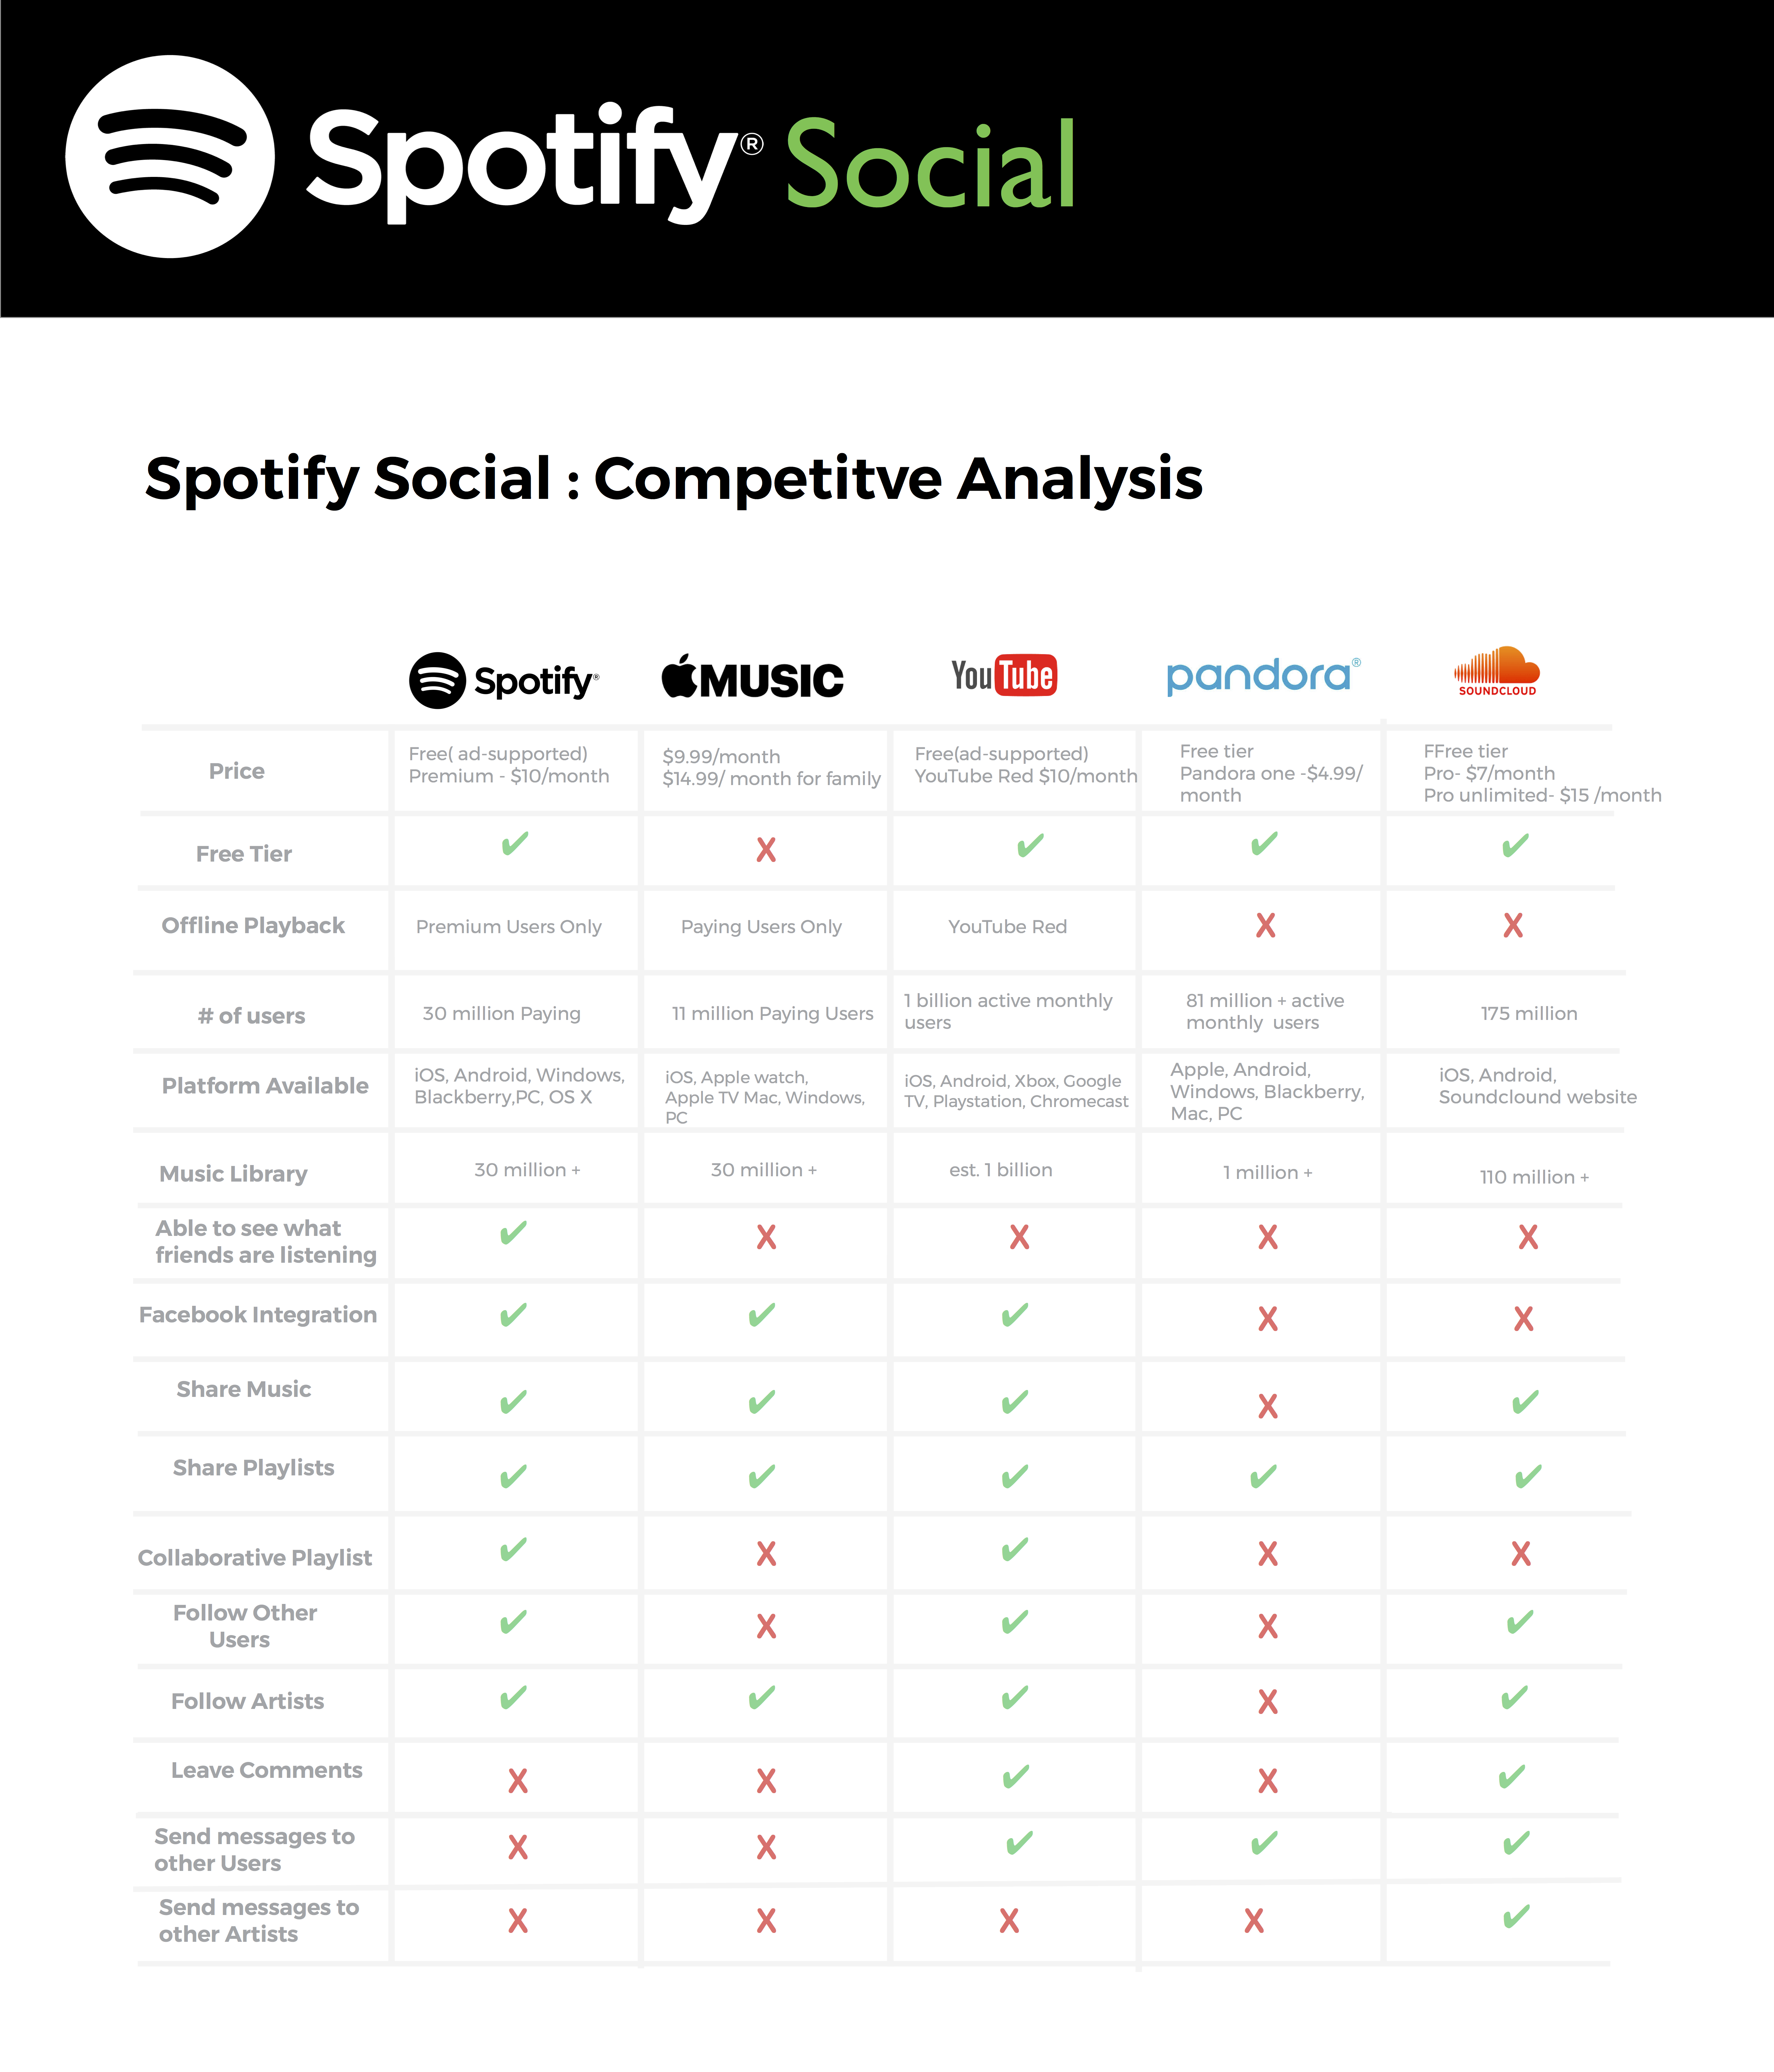 Spotify® Social
Spotify Social : Competitve Analysis
Spotify® MUSIC YouTube pandora® SOUNDCLOUD
Price
Free( ad-supported)
Premium - $10/month
$9.99/month
$14.99/ month for family
Free(ad-supported)
YouTube Red $10/month
Free tier
Pandora one -$4.99/
month
FFree tier
Pro- $7/month
Pro unlimited- $15 /month
Free Tier ✔ ✘ ✔ ✔ ✔
Offline Playback Premium Users Only Paying Users Only YouTube Red ✘ ✘
# of users
30 million Paying
11 million Paying Users
1 billion active monthly
users
81 million + active
monthly users
175 million
Platform Available
iOS, Android, Windows,
Blackberry,PC, OS X
iOS, Apple watch,
Apple TV Mac, Windows,
PC
iOS, Android, Xbox, Google
TV, Playstation, Chromecast
Apple, Android,
Windows, Blackberry,
Mac, PC
iOS, Android,
Soundclound website
Music Library 30 million + 30 million + est. 1 billion 1 million + 110 million +
Able to see what
friends are listening
✔ ✘ ✘ ✘ ✘
Facebook Integration ✔ ✔ ✔ ✘ ✘
Share Music ✔ ✔ ✔ ✘ ✔
Share Playlists ✔ ✔ ✔ ✔ ✔
Collaborative Playlist ✔ ✘ ✔ ✘ ✘
Follow Other
Users
✔ ✘ ✔ ✘ ✔
Follow Artists ✔ ✔ ✔ ✘ ✔
Leave Comments ✘ ✘ ✔ ✘ ✔
Send messages to
other Users
✘ ✘ ✔ ✔ ✔
Send messages to
other Artists
✘ ✘ ✘ ✘ ✔